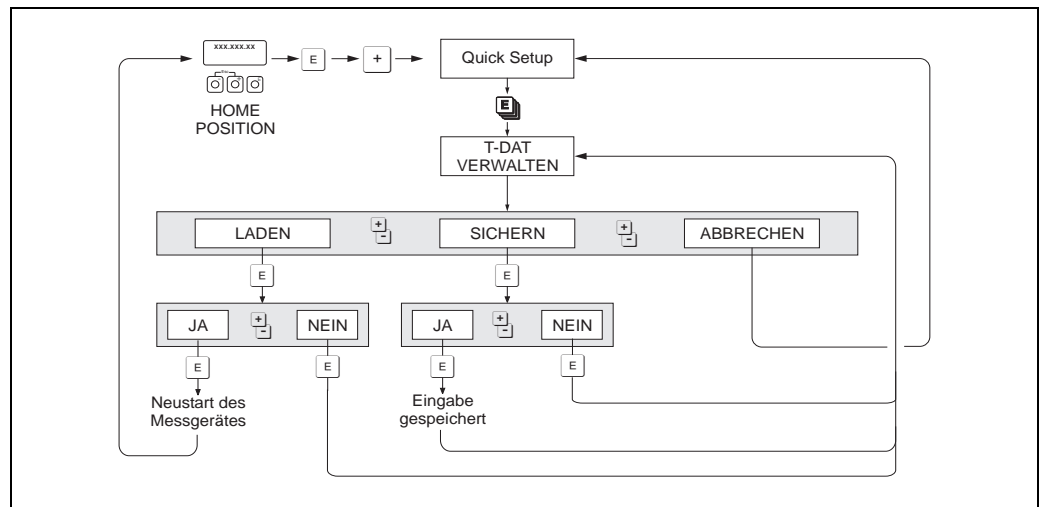 xxx.xxx.xx
E
+
Quick Setup
HOME
POSITION
E
T-DAT
VERWALTEN
LADEN
+
-
SICHERN
+
-
ABBRECHEN
E
E
JA
+
-
NEIN
JA
+
-
NEIN
E
E
E
E
Neustart des
Messgerätes
Eingabe
gespeichert